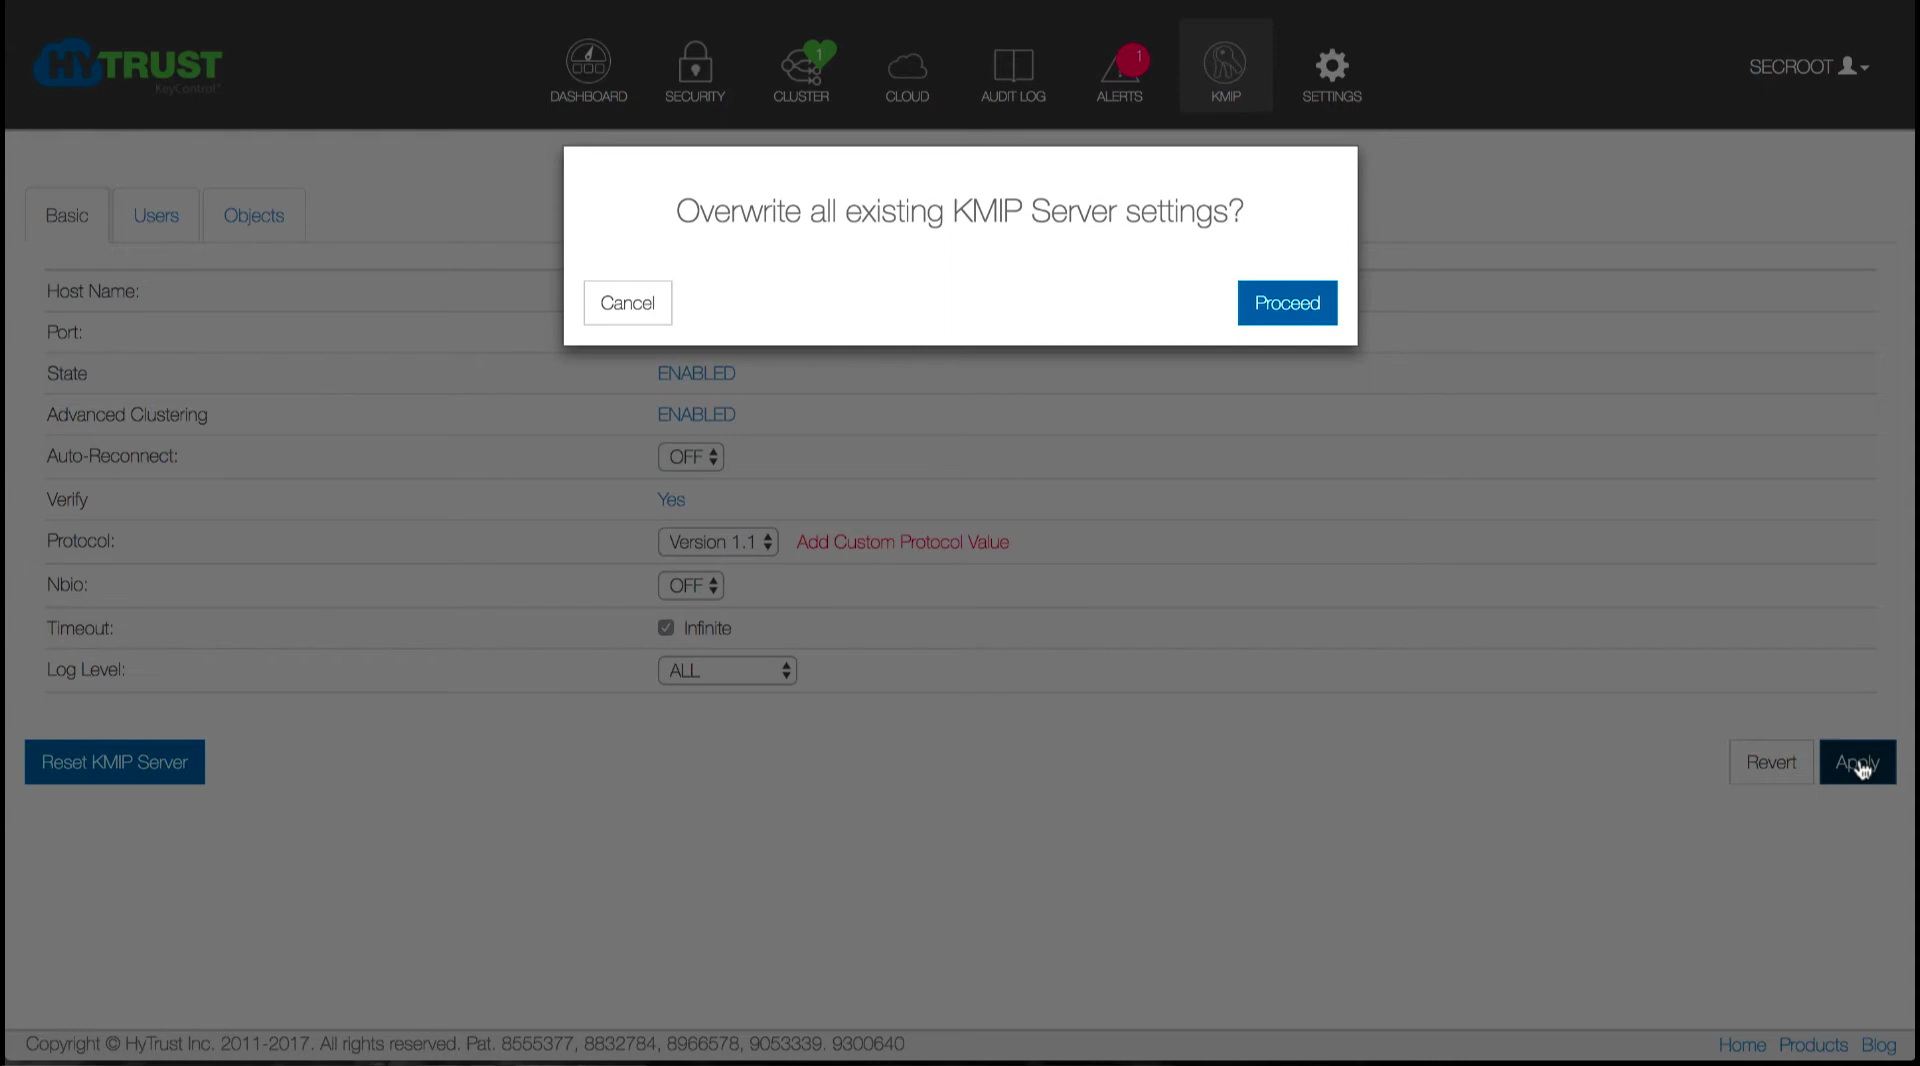 HYTRUST
KeyControl
DASHBOARD
SECURITY
1
CLUSTER
CLOUD
AUDIT LOG
1
ALERTS
KMIP
SETTINGS
SECROOT
Overwrite all existing KMIP Server settings?
Cancel
Proceed
Basic
Users
Objects
Host Name:
Port:
State ENABLED
Advanced Clustering ENABLED
Auto-Reconnect: OFF
Verify Yes
Protocol: Version 1.1 Add Custom Protocol Value
Nbio: OFF
Timeout: Infinite
Log Level: ALL
Reset KMIP Server
Revert
Apply
Copyright © HyTrust Inc. 2011-2017. All rights reserved. Pat. 8555377, 8832784, 8966578, 9053339. 9300640
Home Products Blog